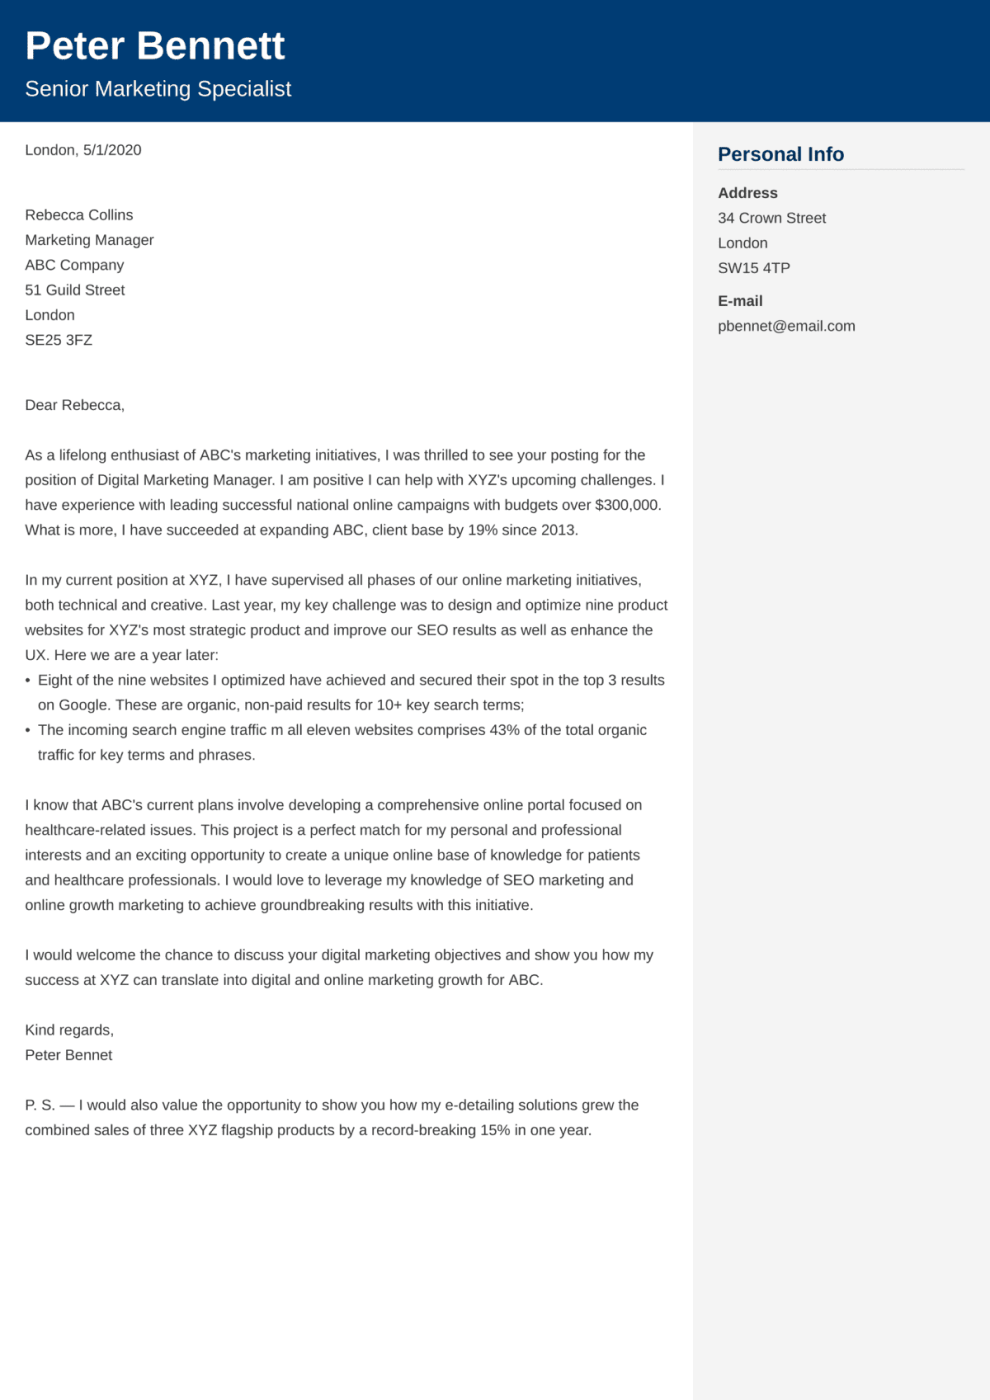 Peter Bennett
Senior Marketing Specialist
London, 5/1/2020
Rebecca Collins
Marketing Manager
ABC Company
51 Guild Street
London
SE25 3FZ
Dear Rebecca,
As a lifelong enthusiast of ABC's marketing initiatives, I was thrilled to see your posting for the
position of Digital Marketing Manager. I am positive I can help with XYZ's upcoming challenges. I
have experience with leading successful national online campaigns with budgets over $300,000.
What is more, I have succeeded at expanding ABC, client base by 19% since 2013.
In my current position at XYZ, I have supervised all phases of our online marketing initiatives,
both technical and creative. Last year, my key challenge was to design and optimize nine product
websites for XYZ's most strategic product and improve our SEO results as well as enhance the
UX. Here we are a year later:
• Eight of the nine websites I optimized have achieved and secured their spot in the top 3 results
on Google. These are organic, non-paid results for 10+ key search terms;
• The incoming search engine traffic m all eleven websites comprises 43% of the total organic
traffic for key terms and phrases.
I know that ABC's current plans involve developing a comprehensive online portal focused on
healthcare-related issues. This project is a perfect match for my personal and professional
interests and an exciting opportunity to create a unique online base of knowledge for patients
and healthcare professionals. I would love to leverage my knowledge of SEO marketing and
online growth marketing to achieve groundbreaking results with this initiative.
I would welcome the chance to discuss your digital marketing objectives and show you how my
success at XYZ can translate into digital and online marketing growth for ABC.
Kind regards,
Peter Bennet
P. S. — I would also value the opportunity to show you how my e-detailing solutions grew the
combined sales of three XYZ flagship products by a record-breaking 15% in one year.
Personal Info
Address
34 Crown Street
London
SW15 4TP
E-mail
pbennet@email.com